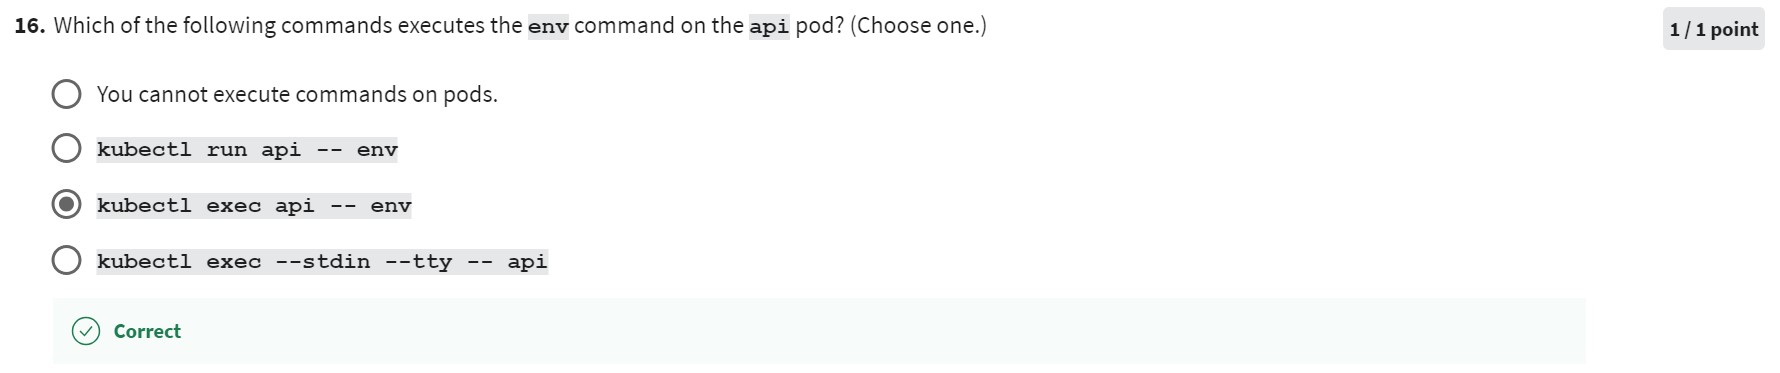 16. Which of the following commands executes the env command on the api pod? (Choose one.)
1 / 1 point
You cannot execute commands on pods.
kubectl run api -- env
kubectl exec api -- env
kubectl exec --stdin --tty -- api
Correct